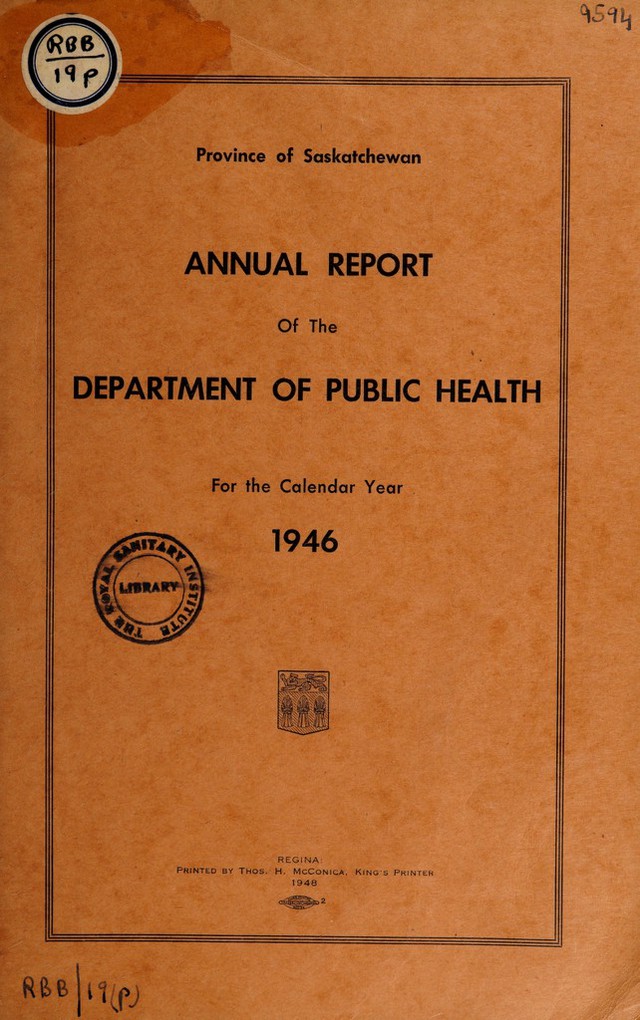 9594
RBB
19p
Province of Saskatchewan
ANNUAL REPORT
Of The
DEPARTMENT OF PUBLIC HEALTH
For the Calendar Year
1946
THE ROYAL SANITARY INSTITUTE
LIBRARY
REGINA:
PRINTED BY THOS. H. MCCONICA, KING'S PRINTER
1948
2
RBB/19(P)